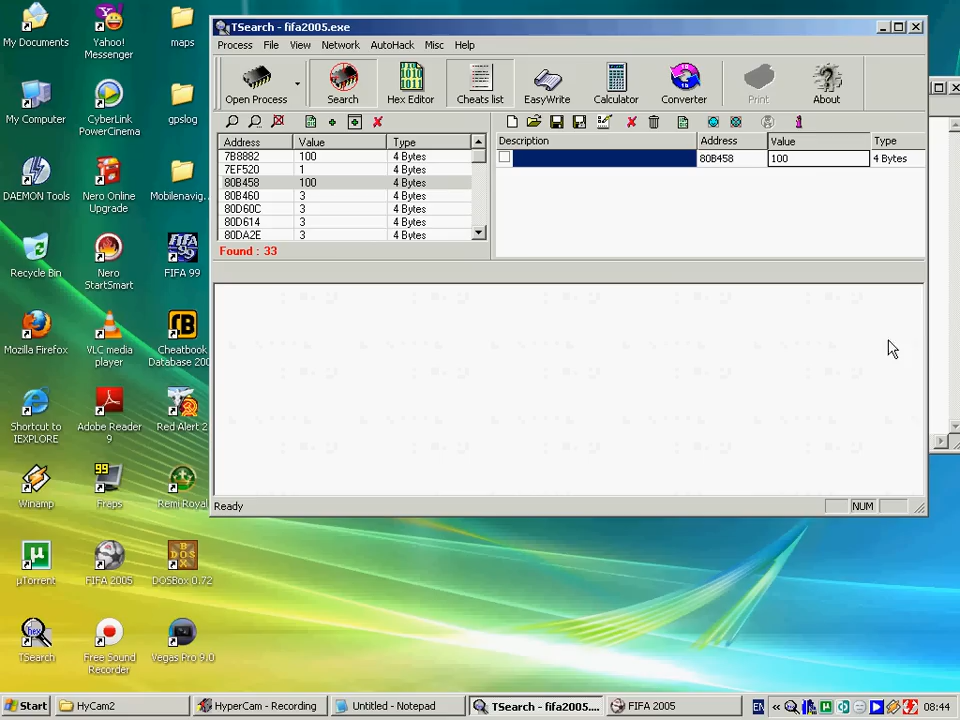 TSearch - fifa2005.exe
Process File View Network AutoHack Misc Help
Open Process Search Hex Editor Cheats list EasyWrite Calculator Converter Print About
Address Value Type
7B8882 100 4 Bytes
7EF520 1 4 Bytes
80B458 100 4 Bytes
80B460 3 4 Bytes
80D60C 3 4 Bytes
80D614 3 4 Bytes
80DA2E 3 4 Bytes
Found : 33
Description Address Value Type
80B458 100 4 Bytes
Ready
NUM
My Documents
Yahoo!
Messenger
maps
My Computer
CyberLink
PowerCinema
gpslog
DAEMON Tools
Nero Online
Upgrade
Mobilenavig..
Recycle Bin
Nero
StartSmart
FIFA 99
Mozilla Firefox
VLC media
player
Cheatbook
Database 200
Shortcut to
IEXPLORE
Adobe Reader
9
Red Alert 2
Winamp
99
Fraps
Remi Royal
µTorrent
FIFA 2005
DOSBox 0.72
hex
TSearch
Free Sound
Recorder
Vegas Pro 9.0
Start
HyCam2
HyperCam - Recording
Untitled - Notepad
TSearch - fifa2005....
FIFA 2005
EN
«
08:44